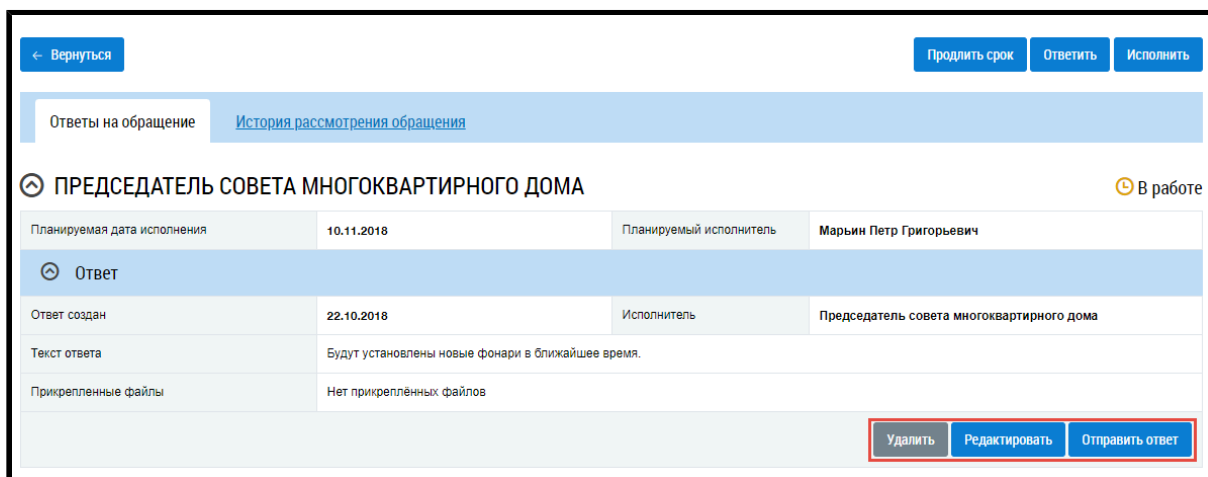 ← Вернуться
Продлить срок Ответить Исполнить
Ответы на обращение История рассмотрения обращения
ПРЕДСЕДАТЕЛЬ СОВЕТА МНОГОКВАРТИРНОГО ДОМА В работе
Планируемая дата исполнения 10.11.2018 Планируемый исполнитель Марьин Петр Григорьевич
Ответ
Ответ создан 22.10.2018 Исполнитель Председатель совета многоквартирного дома
Текст ответа Будут установлены новые фонари в ближайшее время.
Прикрепленные файлы Нет прикреплённых файлов
Удалить Редактировать Отправить ответ